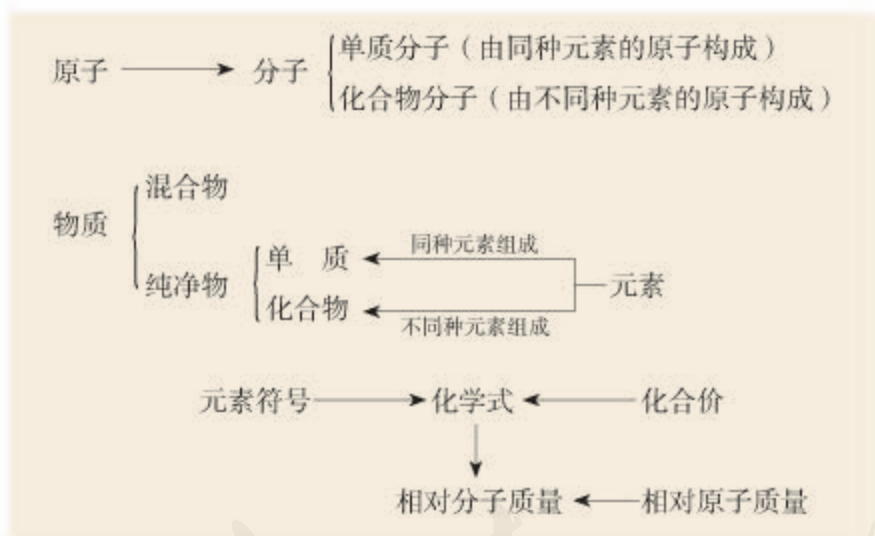 单质分子（由同种元素的原子构成）
原子 分子
化合物分子（由不同种元素的原子构成）
混合物
物质
同种元素组成
单 质
纯净物 元素
化合物
不同种元素组成
元素符号 化学式 化合价
相对分子质量 相对原子质量